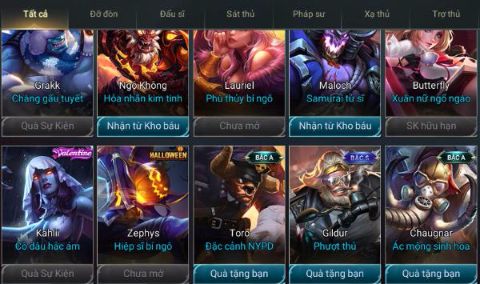 Tất cả Đỡ đòn Đấu sĩ Sát thủ Pháp sư Xạ thủ Trợ thủ
Grakk Ngộ Không Lauriel Maloch Butterfly
Chàng gấu tuyết Hỏa nhãn kim tinh Phù thủy bí ngô Samurai tử sĩ Xuân nữ ngổ ngáo
Quà Sự Kiện Nhận từ Kho báu Chưa mở Nhận từ Kho báu SK hữu hạn
Valentine HALLOWEEN BẬC A BẬC S BẬC A
Kahlii Zephys Toro Gildur Chaugnar
Cô dâu hắc ám Hiệp sĩ bí ngô Đặc cảnh NYPD Phượt thủ Ác mộng sinh hóa
Quà Sự Kiện Chưa mở Quà tặng bạn Quà tặng bạn Quà tặng bạn